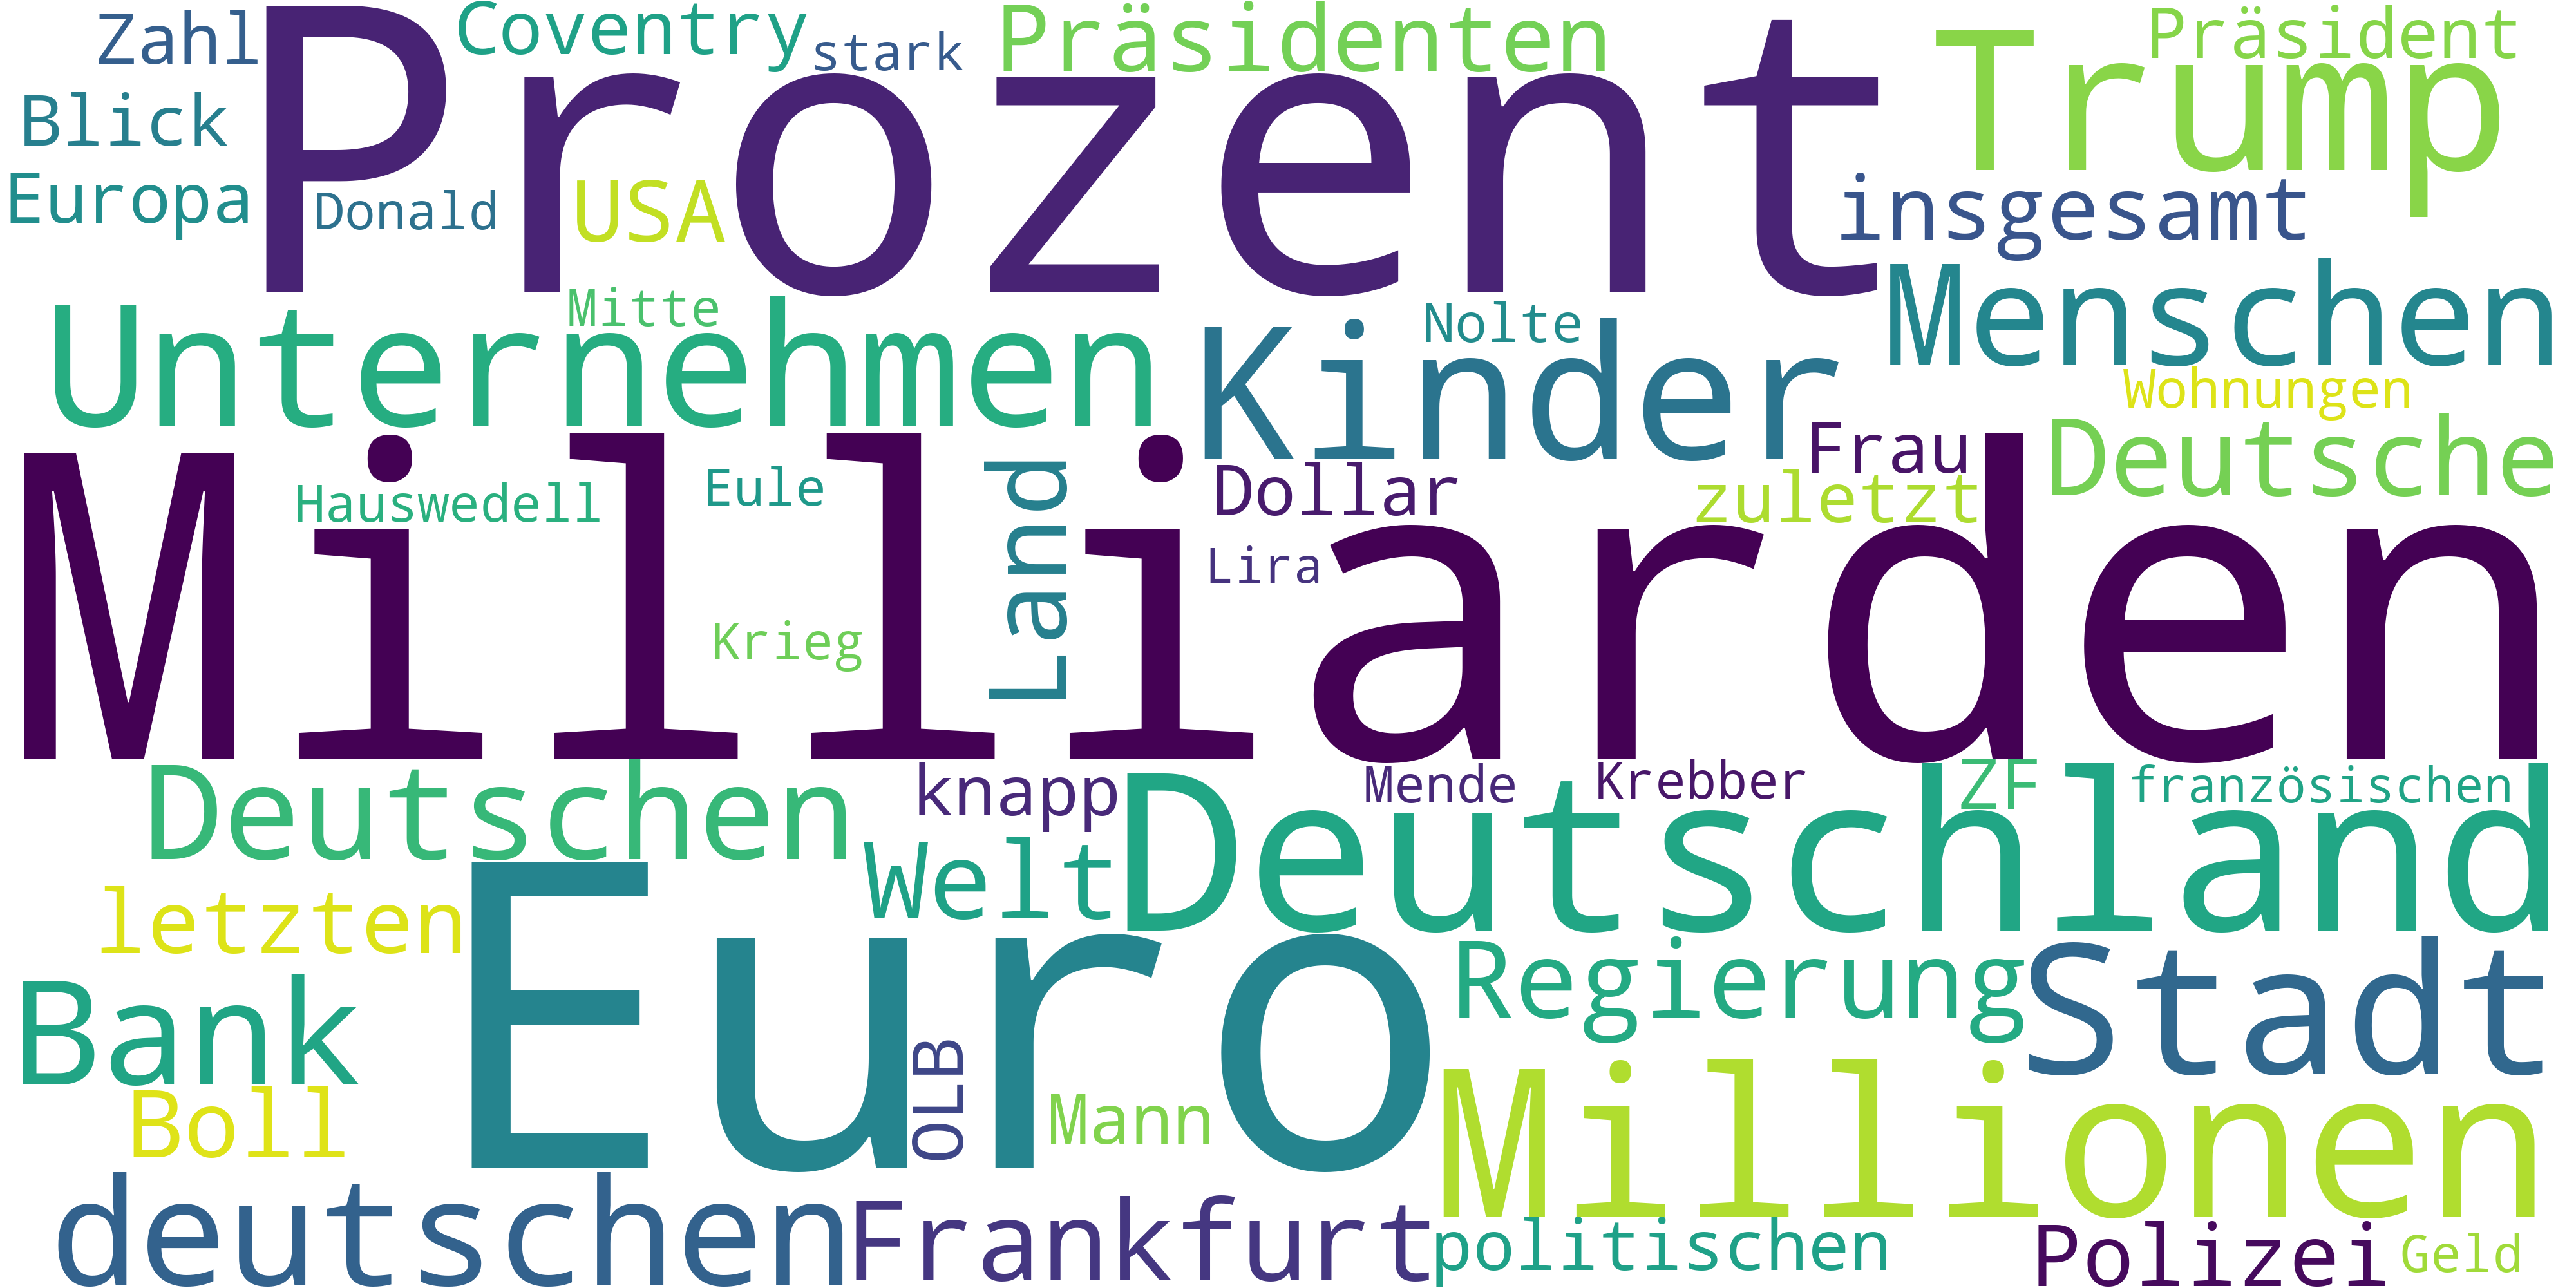 Zahl Coventry stark Präsidenten Präsident
Prozent Trump
Blick
Europa Donald USA insgesamt
Menschen
Mitte Nolte
Unternehmen Kinder
Wohnungen
Frau Deutsche
Hauswedell Eule Dollar zuletzt
Land
Lira
Milliarden
Krieg
Deutschen knapp Mende Krebber ZF französischen
Welt Deutschland
letzten
Euro Regierung Stadt
Bank
Boll OLB Mann Millionen
deutschen Frankfurt politischen Polizei Geld